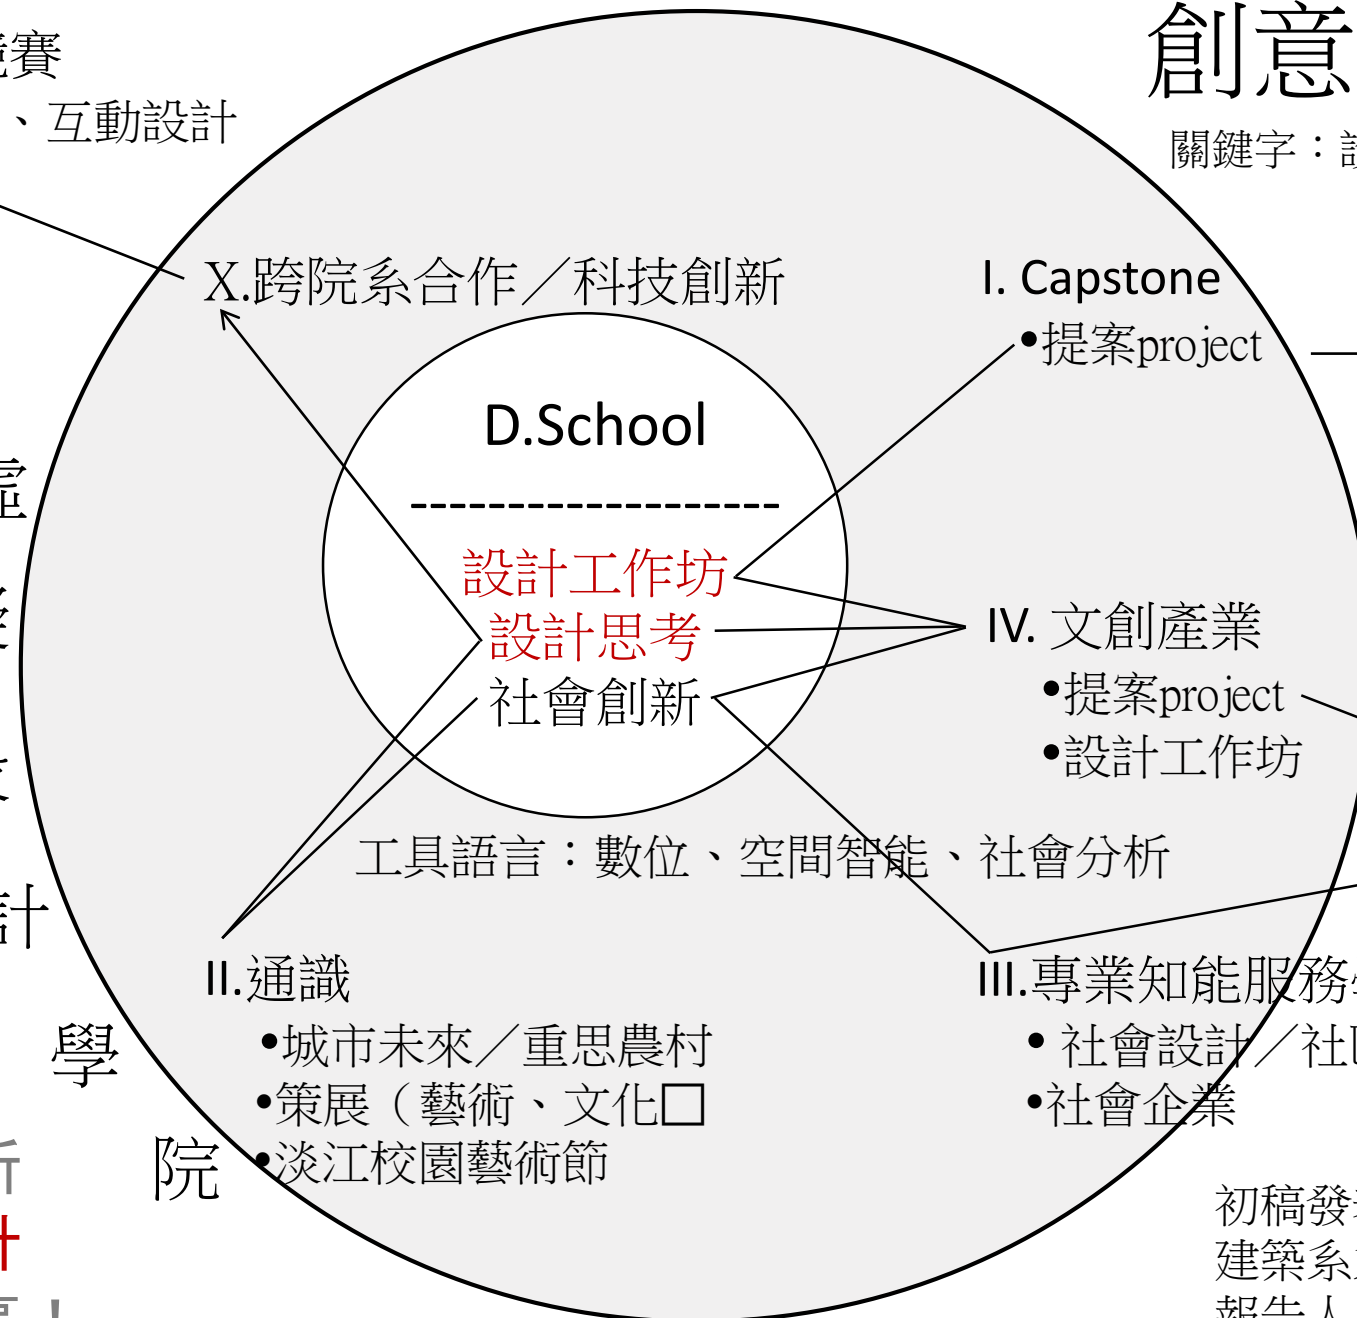 賽
、互動設計
創意
關鍵字：
X.跨院系合作／科技創新
I. Capstone
•提案project
D.School
-------------------
設計工作坊
設計思考
社會創新
IV. 文創產業
•提案project
•設計工作坊
工具語言：數位、空間智能、社會分析
計
II.通識
•城市未來／重思農村
•策展（藝術、文化□
•淡江校園藝術節
III.專業知能服務
• 社會設計／社
•社會企業
學
院
初稿發
建築系
報告人